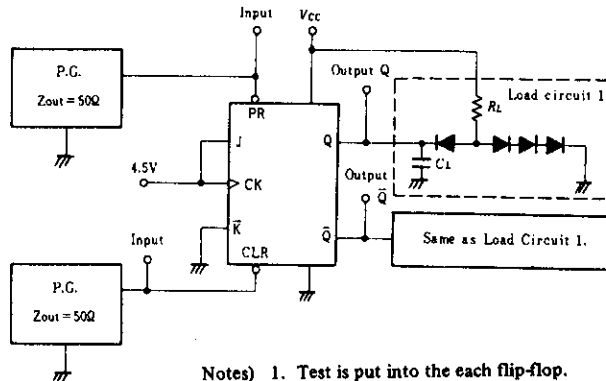 Input
Vcc
P.G.
Zout = 50Ω
Output Q
Load circuit 1
RL
PR
J
Q
CL
4.5V
CK
Output
Q̄
K̄
Input
Q̄
Same as Load Circuit 1.
CLR
P.G.
Zout = 50Ω
Notes) 1. Test is put into the each flip-flop.